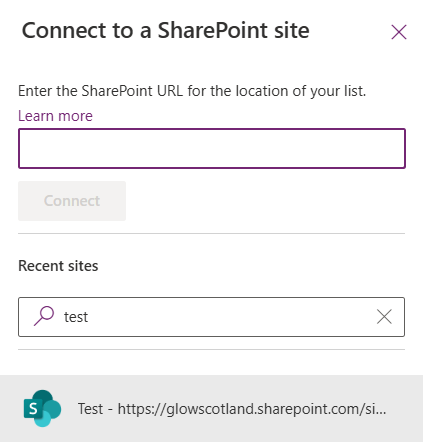 Connect to a SharePoint site
Enter the SharePoint URL for the location of your list.
Learn more
Connect
Recent sites
test
S
Test - https://glowscotland.sharepoint.com/si...